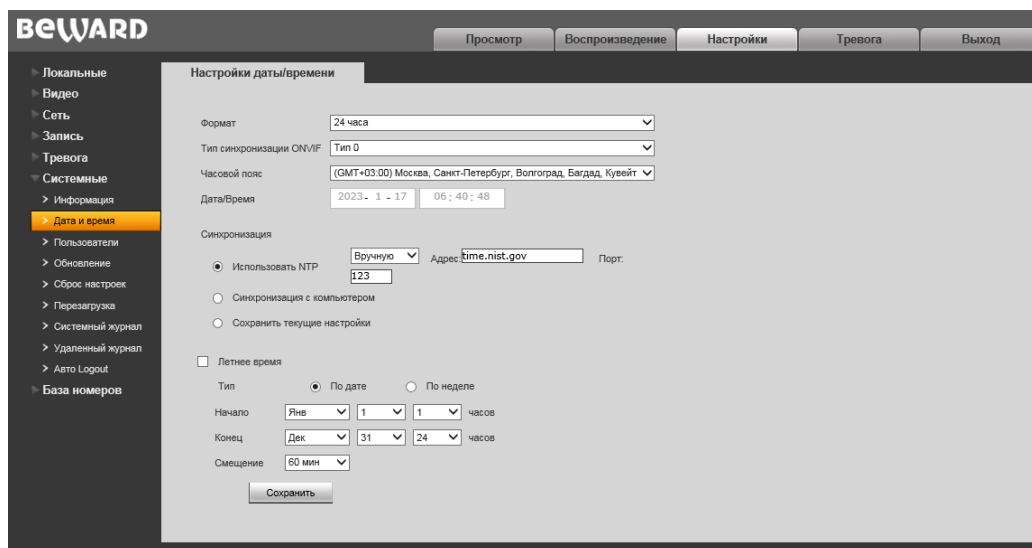 BEWARD
Просмотр Воспроизведение Настройки Тревога Выход
Локальные
Видео
Сеть
Запись
Тревога
Системные
Информация
Дата и время
Пользователи
Обновление
Сброс настроек
Перезагрузка
Системный журнал
Удаленный журнал
Авто Logout
База номеров
Настройки даты/времени
Формат 24 часа
Тип синхронизации ONVIF Тип 0
Часовой пояс (GMT+03:00) Москва, Санкт-Петербург, Волгоград, Багдад, Кувейт
Дата/Время 2023 - 1 - 17 06 : 40 : 48
Синхронизация
Использовать NTP Вручную Адрес: time.nist.gov Порт:
123
Синхронизация с компьютером
Сохранить текущие настройки
Летнее время
Тип По дате По неделе
Начало Янв 1 1 часов
Конец Дек 31 24 часов
Смещение 60 мин
Сохранить